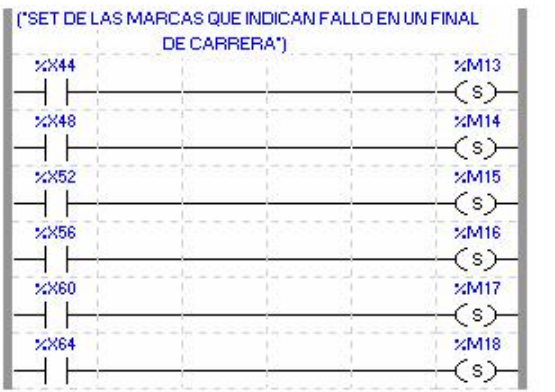 ("SET DE LAS MARCAS QUE INDICAN FALLO EN UN FINAL
DE CARRERA")
%X44 %M13
S
%X48 %M14
S
%X52 %M15
S
%X56 %M16
S
%X60 %M17
S
%X64 %M18
S